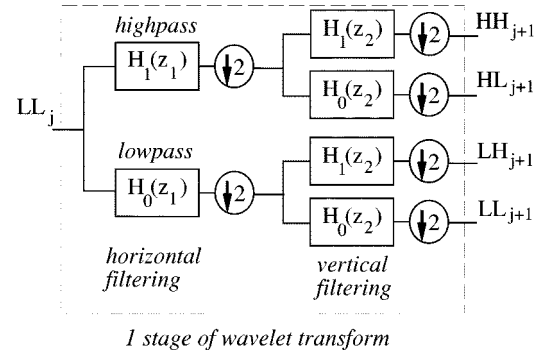 highpass
H1(z1)
↓2
H1(z2)
↓2
HHj+1
H0(z2)
↓2
HLj+1
LLj
lowpass
H0(z1)
↓2
H1(z2)
↓2
LHj+1
H0(z2)
↓2
LLj+1
horizontal
filtering
vertical
filtering
1 stage of wavelet transform